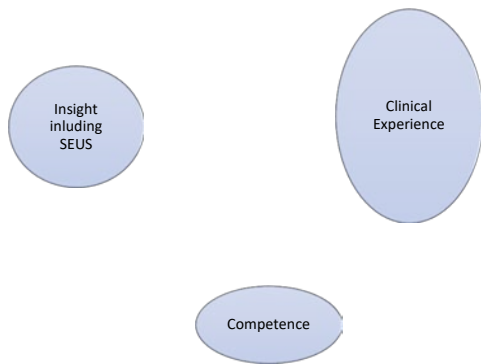 Insight
inluding
SEUS
Clinical
Experience
Competence